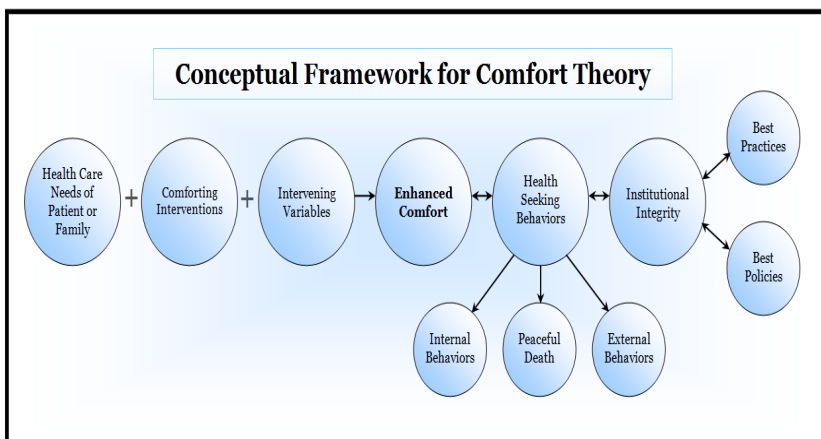 Conceptual Framework for Comfort Theory
Health Care
Needs of
Patient or
Family
+
Comforting
Interventions
+
Intervening
Variables
Enhanced
Comfort
Health
Seeking
Behaviors
Institutional
Integrity
Best
Practices
Best
Policies
Internal
Behaviors
Peaceful
Death
External
Behaviors